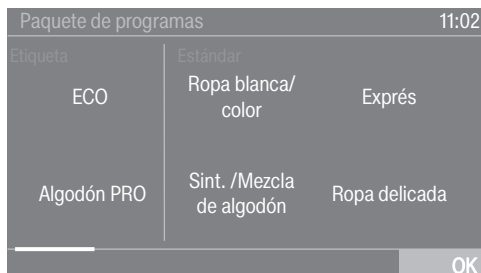 Paquete de programas 11:02
Etiqueta Estándar
ECO
Ropa blanca/
color
Exprés
Algodón PRO
Sint. /Mezcla
de algodón
Ropa delicada
OK